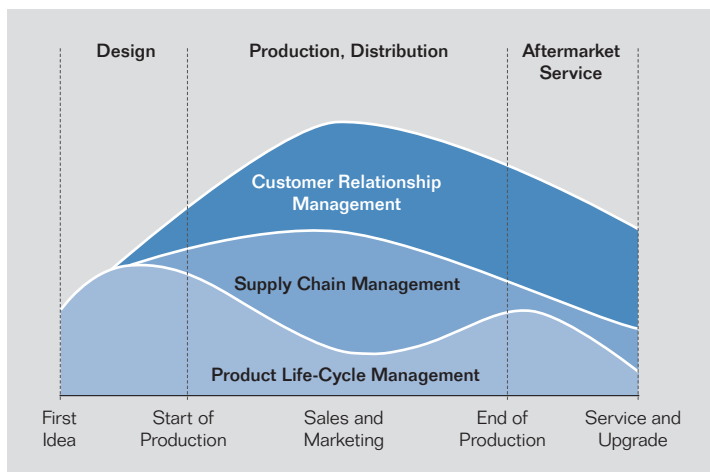 Design
Production, Distribution
Aftermarket
Service
Customer Relationship
Management
Supply Chain Management
Product Life-Cycle Management
First
Idea
Start of
Production
Sales and
Marketing
End of
Production
Service and
Upgrade